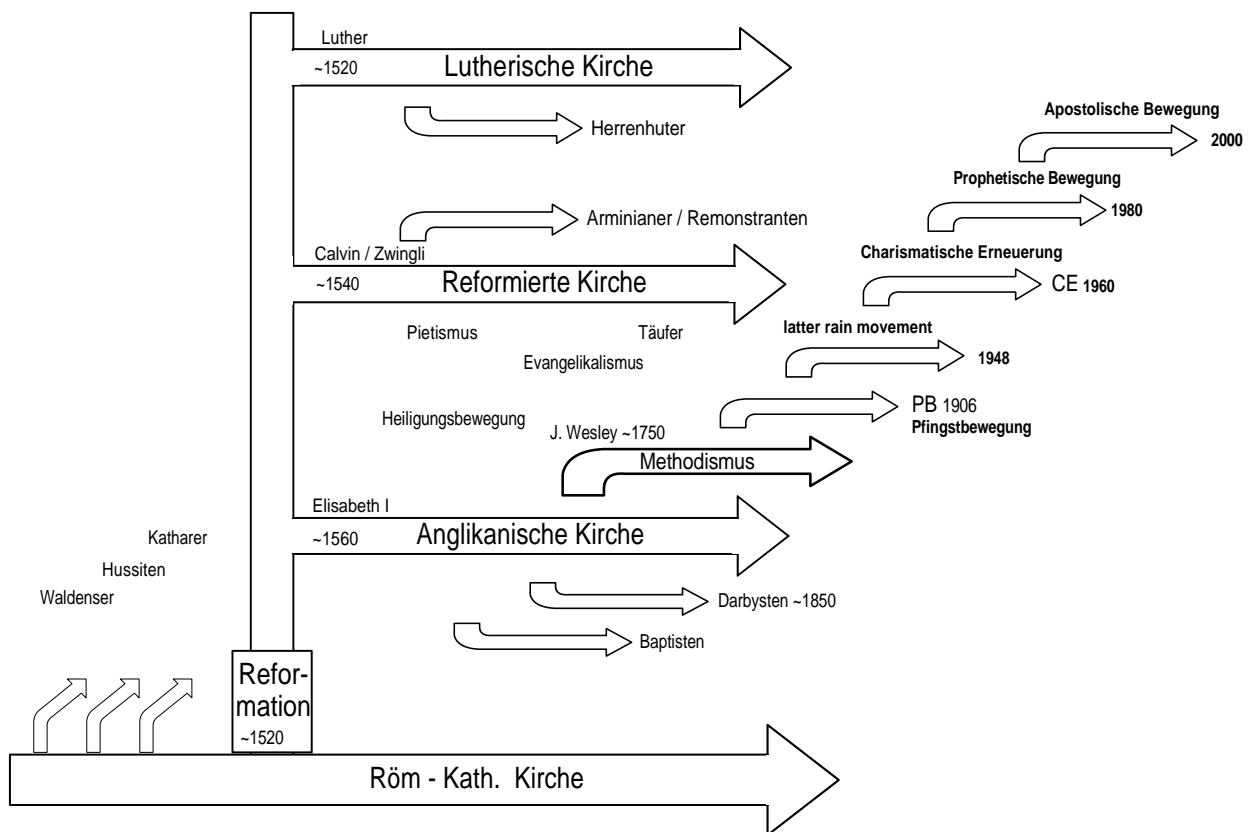 Luther
~1520
Lutherische Kirche
Herrenhuter
Apostolische Bewegung
2000
Prophetische Bewegung
1980
Arminianer / Remonstranten
Calvin / Zwingli
~1540
Reformierte Kirche
Charismatische Erneuerung
CE 1960
Pietismus
Täufer
Evangelikalismus
latter rain movement
1948
Heiligungsbewegung
PB 1906
Pfingstbewegung
J. Wesley ~1750
Methodismus
Elisabeth I
~1560
Anglikanische Kirche
Katharer
Hussiten
Waldenser
Darbysten ~1850
Baptisten
Refor-
mation
~1520
Röm - Kath. Kirche